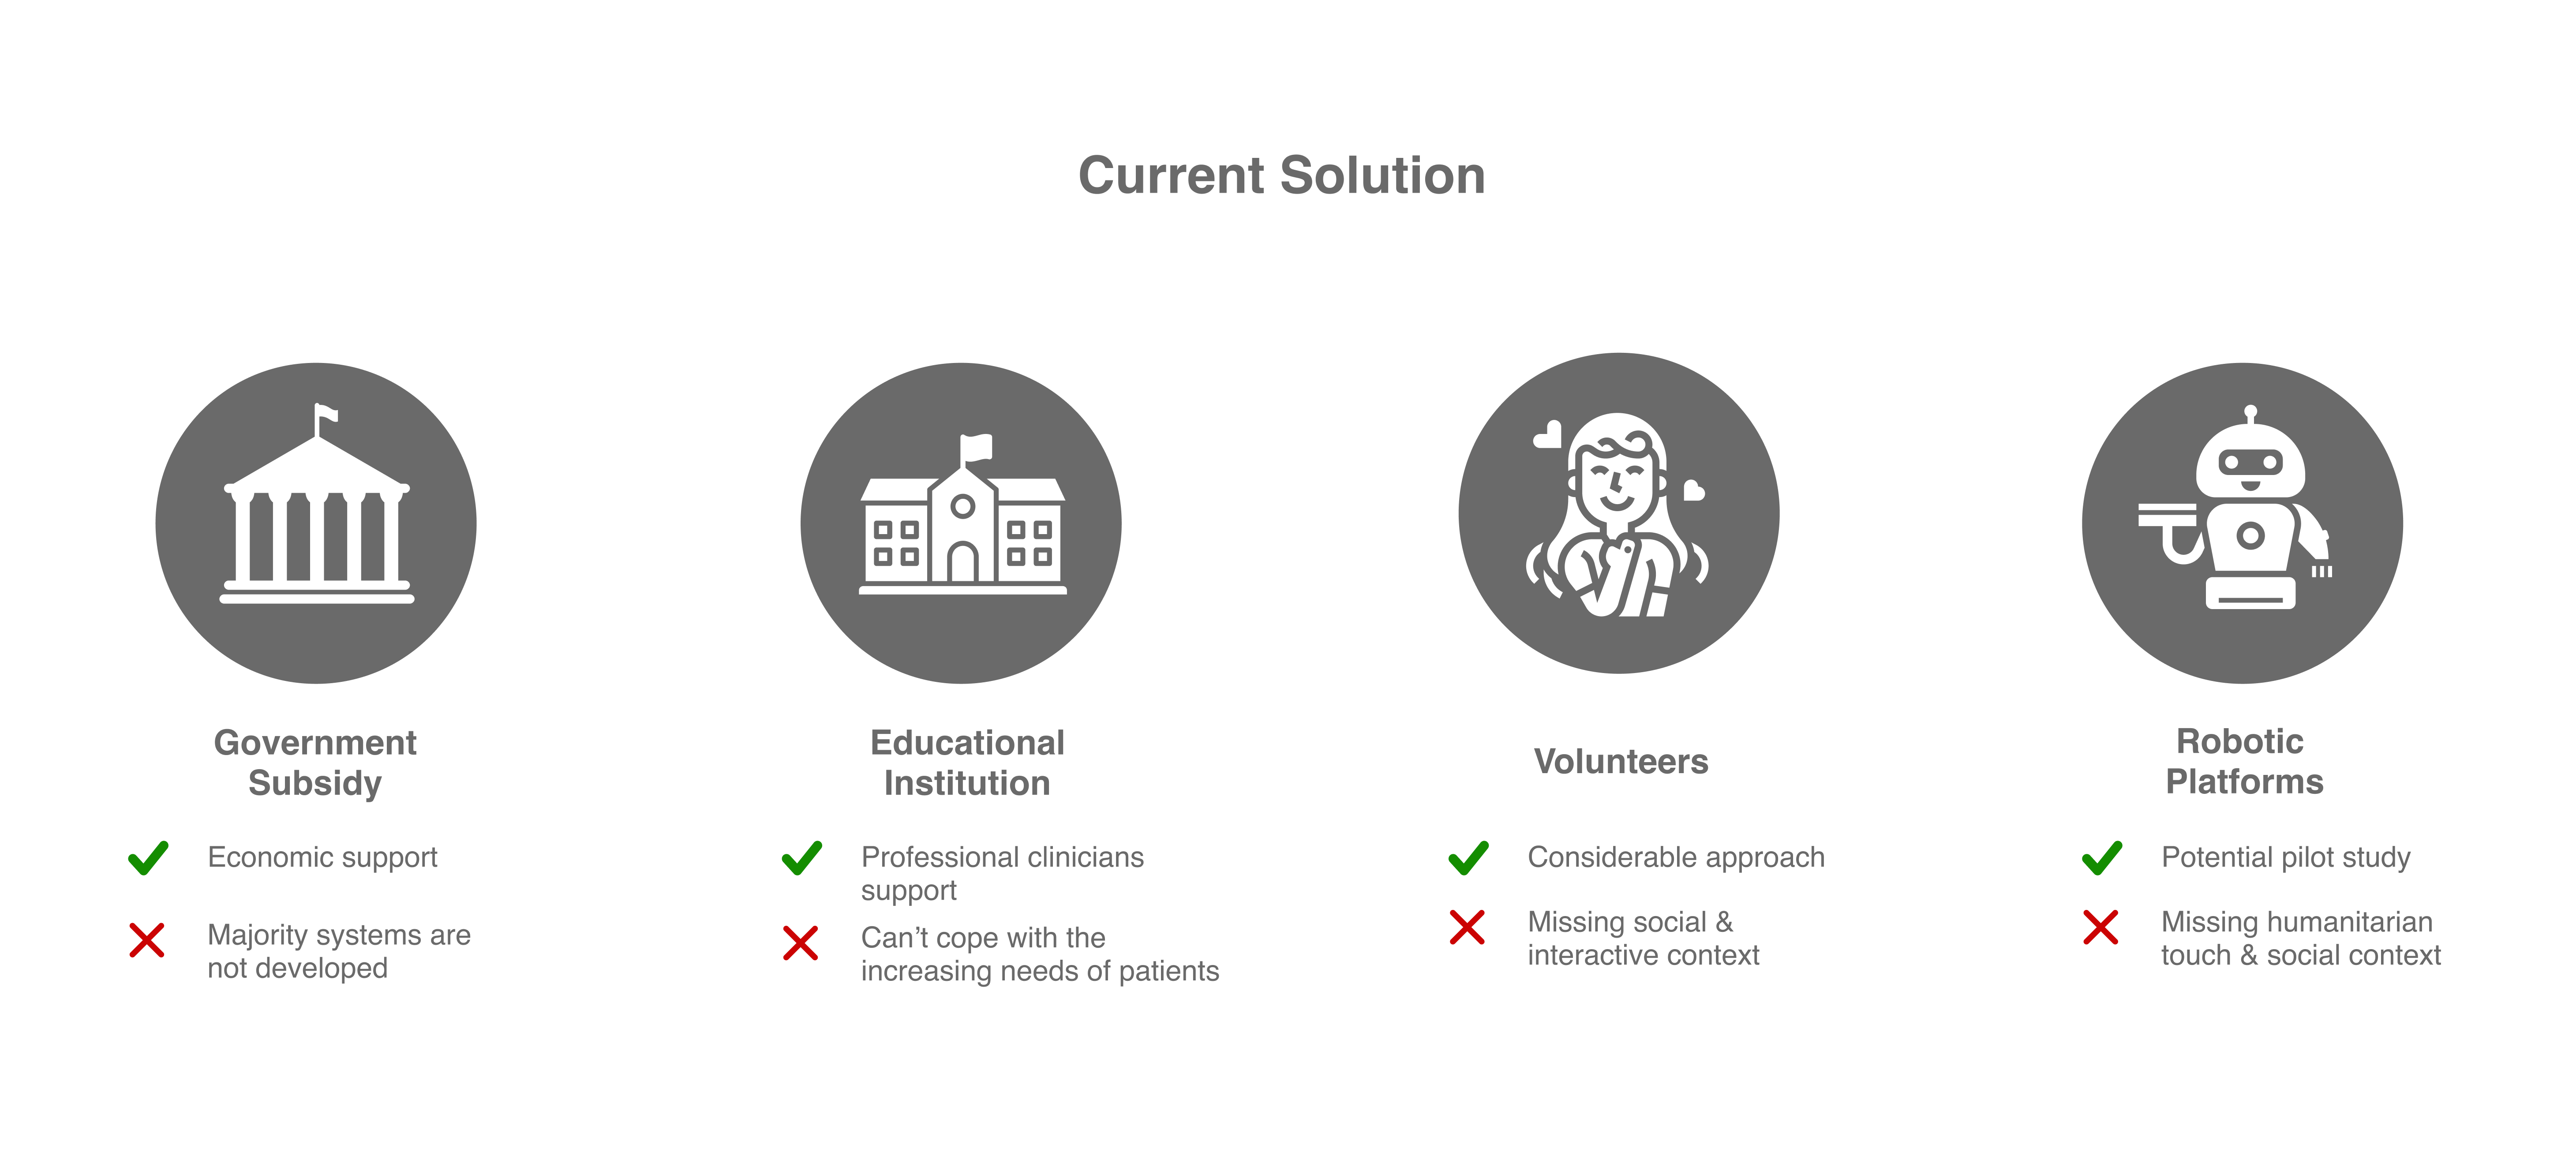 Current Solution
Government
Subsidy
Economic support
Majority systems are
not developed
Educational
Institution
Professional clinicians
support
Can’t cope with the
increasing needs of patients
Volunteers
Considerable approach
Missing social &
interactive context
Robotic
Platforms
Potential pilot study
Missing humanitarian
touch & social context